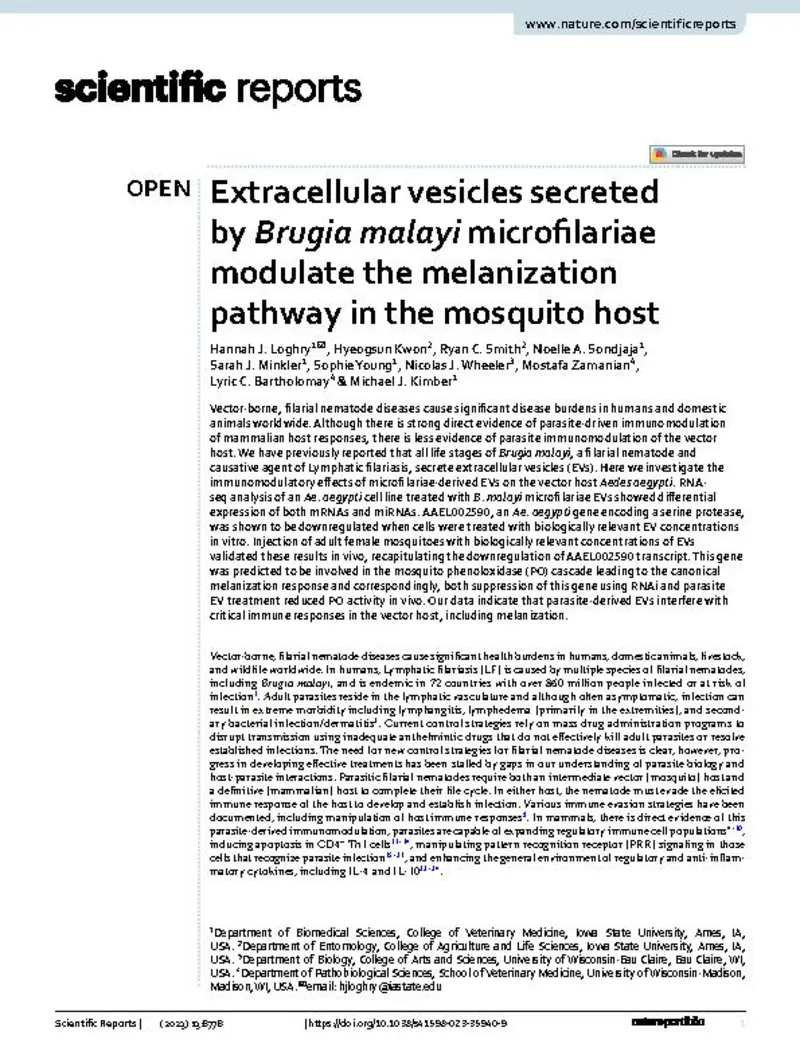 www.nature.com/scientificreports
scientific reports
Check for updates
OPEN
Extracellular vesicles secreted
by Brugia malayi microfilariae
modulate the melanization
pathway in the mosquito host
Hannah J. Loghry1✉, Hyeogsun Kwon2, Ryan C. Smith2, Noelle A. Sondjaja1,
Sarah J. Minkler1, Sophie Young1, Nicolas J. Wheeler3, Mostafa Zamanian4,
Lyric C. Bartholomay4 & Michael J. Kimber1
Vector-borne, filarial nematode diseases cause significant disease burdens in humans and domestic
animals worldwide. Although there is strong direct evidence of parasite-driven immunomodulation
of mammalian host responses, there is less evidence of parasite immunomodulation of the vector
host. We have previously reported that all life stages of Brugia malayi, a filarial nematode and
causative agent of Lymphatic filariasis, secrete extracellular vesicles (EVs). Here we investigate the
immunomodulatory effects of microfilariae-derived EVs on the vector host Aedes aegypti. RNA-
seq analysis of an Ae. aegypti cell line treated with B. malayi microfilariae EVs showed differential
expression of both mRNAs and miRNAs. AAEL002590, an Ae. aegypti gene encoding a serine protease,
was shown to be downregulated when cells were treated with biologically relevant EV concentrations
in vitro. Injection of adult female mosquitoes with biologically relevant concentrations of EVs
validated these results in vivo, recapitulating the downregulation of AAEL002590 transcript. This gene
was predicted to be involved in the mosquito phenoloxidase (PO) cascade leading to the canonical
melanization response and correspondingly, both suppression of this gene using RNAi and parasite
EV treatment reduced PO activity in vivo. Our data indicate that parasite-derived EVs interfere with
critical immune responses in the vector host, including melanization.
Vector-borne, filarial nematode diseases cause significant health burdens in humans, domestic animals, livestock,
and wildlife worldwide. In humans, Lymphatic filariasis (LF) is caused by multiple species of filarial nematodes,
including Brugia malayi, and is endemic in 72 countries with over 860 million people infected or at risk of
infection1. Adult parasites reside in the lymphatic vasculature and although often asymptomatic, infection can
result in extreme morbidity including lymphangitis, lymphedema (primarily in the extremities), and second-
ary bacterial infection/dermatitis2. Current control strategies rely on mass drug administration programs to
disrupt transmission using inadequate anthelmintic drugs that do not effectively kill adult parasites or resolve
established infections. The need for new control strategies for filarial nematode diseases is clear, however, pro-
gress in developing effective treatments has been stalled by gaps in our understanding of parasite biology and
host-parasite interactions. Parasitic filarial nematodes require both an intermediate vector (mosquito) host and
a definitive (mammalian) host to complete their life cycle. In either host, the nematode must evade the elicited
immune response of the host to develop and establish infection. Various immune evasion strategies have been
documented, including manipulation of host immune responses3. In mammals, there is direct evidence of this
parasite-derived immunomodulation, parasites are capable of expanding regulatory immune cell populations
inducing apoptosis in CD4+ Th1 cells, manipulating pattern recognition receptor (PRR) signaling in those
cells that recognize parasite infection, and enhancing the general environmental regulatory and anti-inflam-
matory cytokines, including IL-4 and IL-10.
1Department of Biomedical Sciences, College of Veterinary Medicine, Iowa State University, Ames, IA,
USA. 2Department of Entomology, College of Agriculture and Life Sciences, Iowa State University, Ames, IA,
USA. 3Department of Biology, College of Arts and Sciences, University of Wisconsin-Eau Claire, Eau Claire, WI,
USA. 4Department of Pathobiological Sciences, School of Veterinary Medicine, University of Wisconsin-Madison,
Madison, WI, USA. ✉email: hjloghry@iastate.edu
Scientific Reports | (2023) 13:8778 | https://doi.org/10.1038/s41598-023-35940-9 natureportfolio 1